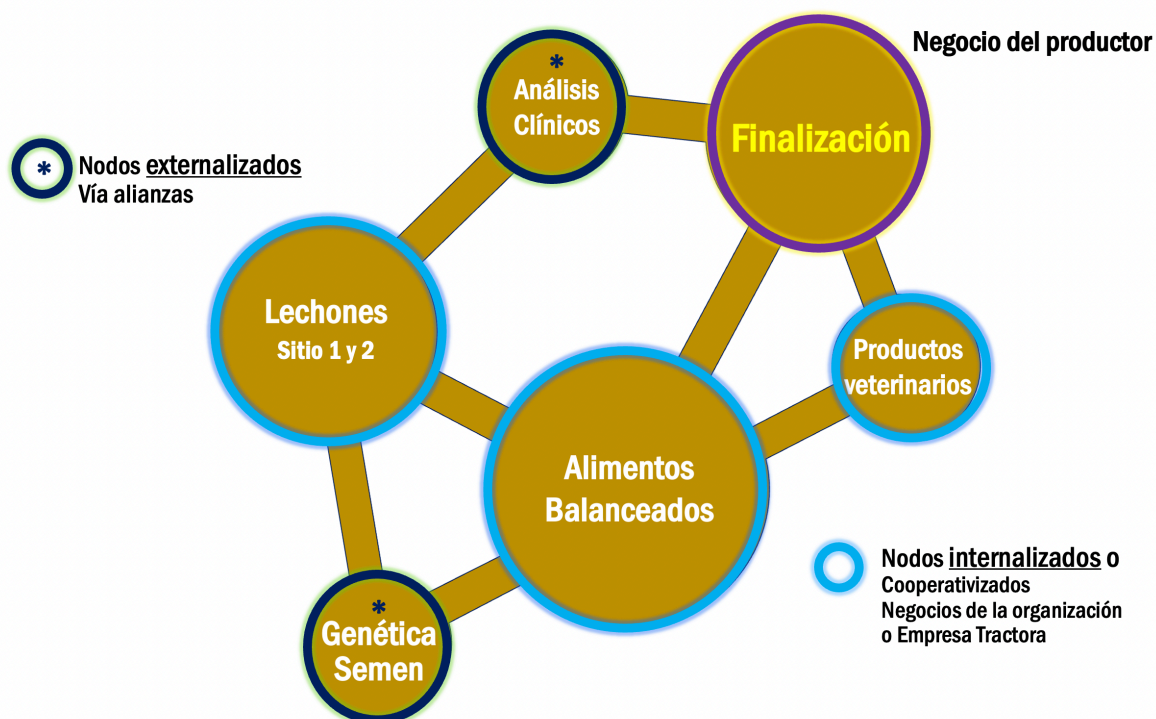 Negocio del productor
*
Análisis
Clínicos
Finalización
*
Nodos externalizados
Vía alianzas
Lechones
Sitio 1 y 2
Productos
veterinarios
Alimentos
Balanceados
Nodos internalizados o
Cooperativizados
Negocios de la organización
o Empresa Tractora
*
Genética
Semen